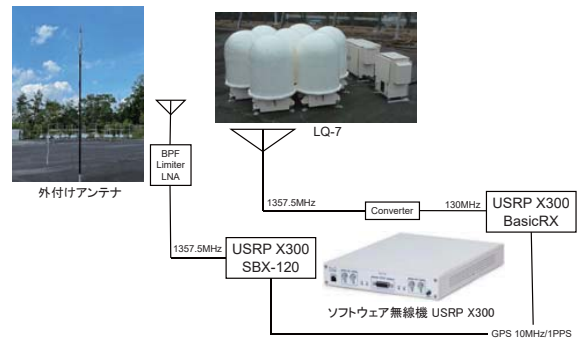 LQ-7
BPF
Limiter
LNA
外付けアンテナ
1357.5MHz
Converter
130MHz
USRP X300
BasicRX
1357.5MHz
USRP X300
SBX-120
ソフトウェア無線機 USRP X300
GPS 10MHz/1PPS